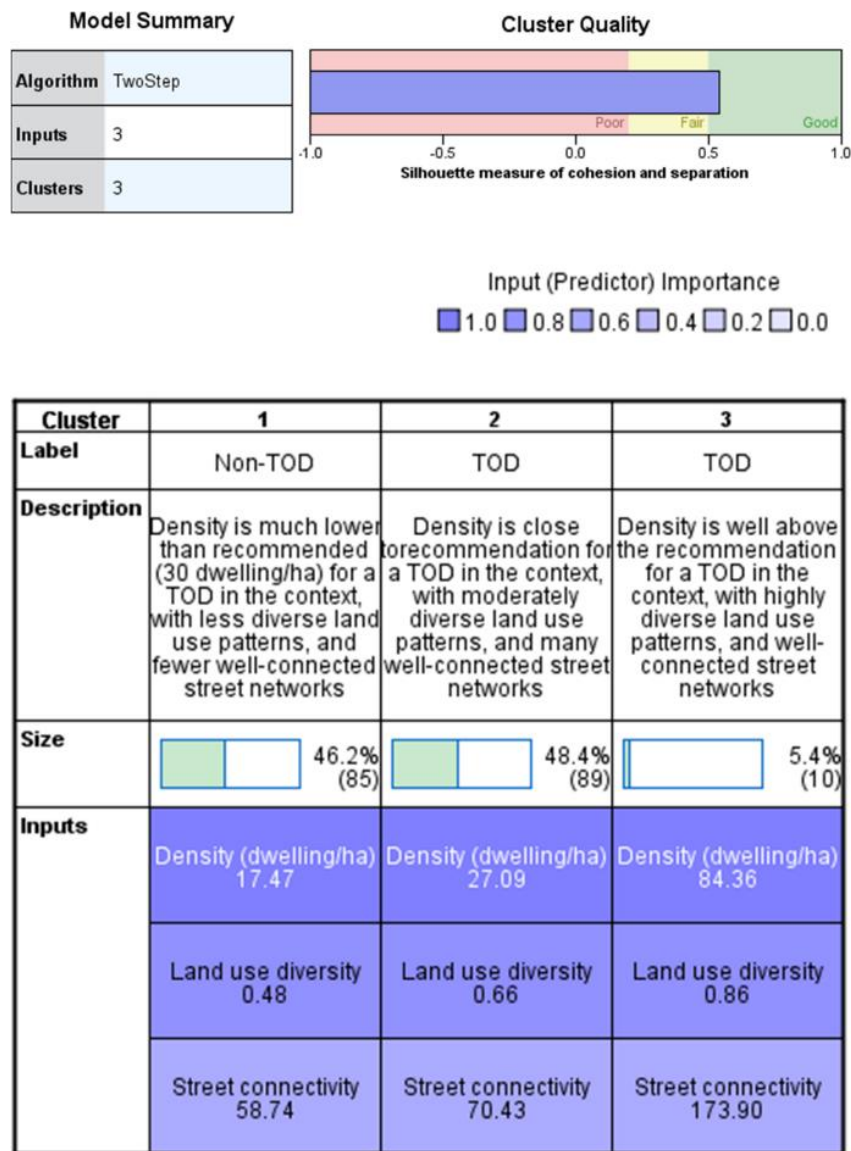 Model Summary
Algorithm TwoStep
Inputs 3
Clusters 3
Cluster Quality
Poor Fair Good
-1.0 -0.5 0.0 0.5 1.0
Silhouette measure of cohesion and separation
Input (Predictor) Importance
1.0 0.8 0.6 0.4 0.2 0.0
Cluster 1 2 3
Label Non-TOD TOD TOD
Description
Density is much lower
than recommended
(30 dwelling/ha) for a
TOD in the context,
with less diverse land
use patterns, and
fewer well-connected
street networks
Density is close
torecommendation for
a TOD in the context,
with moderately
diverse land use
patterns, and many
well-connected street
networks
Density is well above
the recommendation
for a TOD in the
context, with highly
diverse land use
patterns, and well-
connected street
networks
Size
46.2%
(85)
48.4%
(89)
5.4%
(10)
Inputs
Density (dwelling/ha) Density (dwelling/ha) Density (dwelling/ha)
17.47 27.09 84.36
Land use diversity Land use diversity Land use diversity
0.48 0.66 0.86
Street connectivity Street connectivity Street connectivity
58.74 70.43 173.90